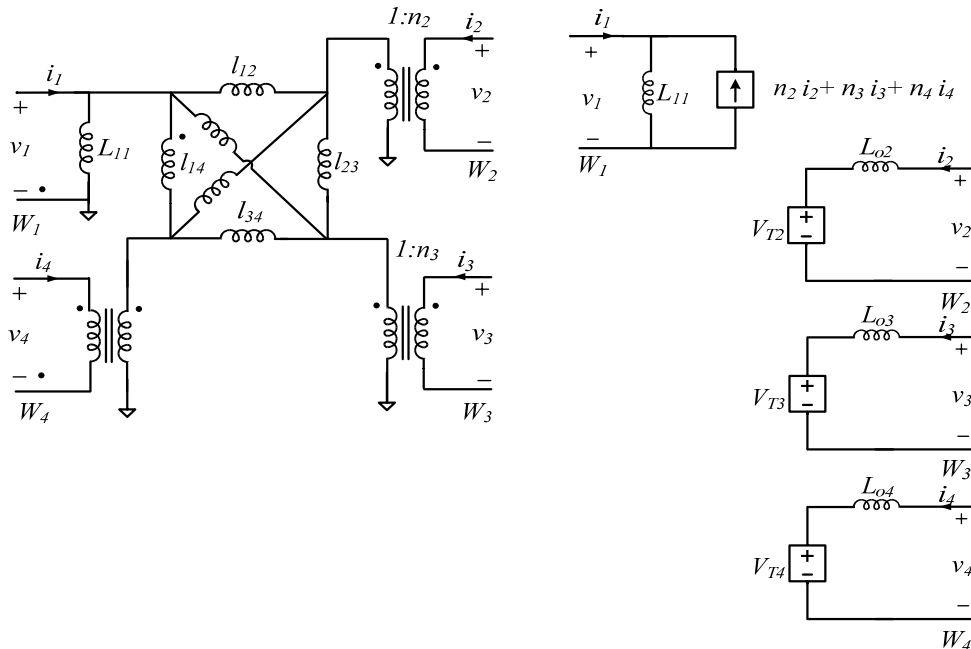 1:n2
i2
+
v2
−
W2
i1
+
v1
−
W1
L11
l12
l14
l23
l34
1:n3
i3
+
v3
−
W3
i4
+
v4
−
W4
i1
+
v1
−
W1
L11
n2 i2+ n3 i3+ n4 i4
Lo2
i2
+
VT2
+
−
v2
−
W2
Lo3
i3
+
VT3
+
−
v3
−
W3
Lo4
i4
+
VT4
+
−
v4
−
W4